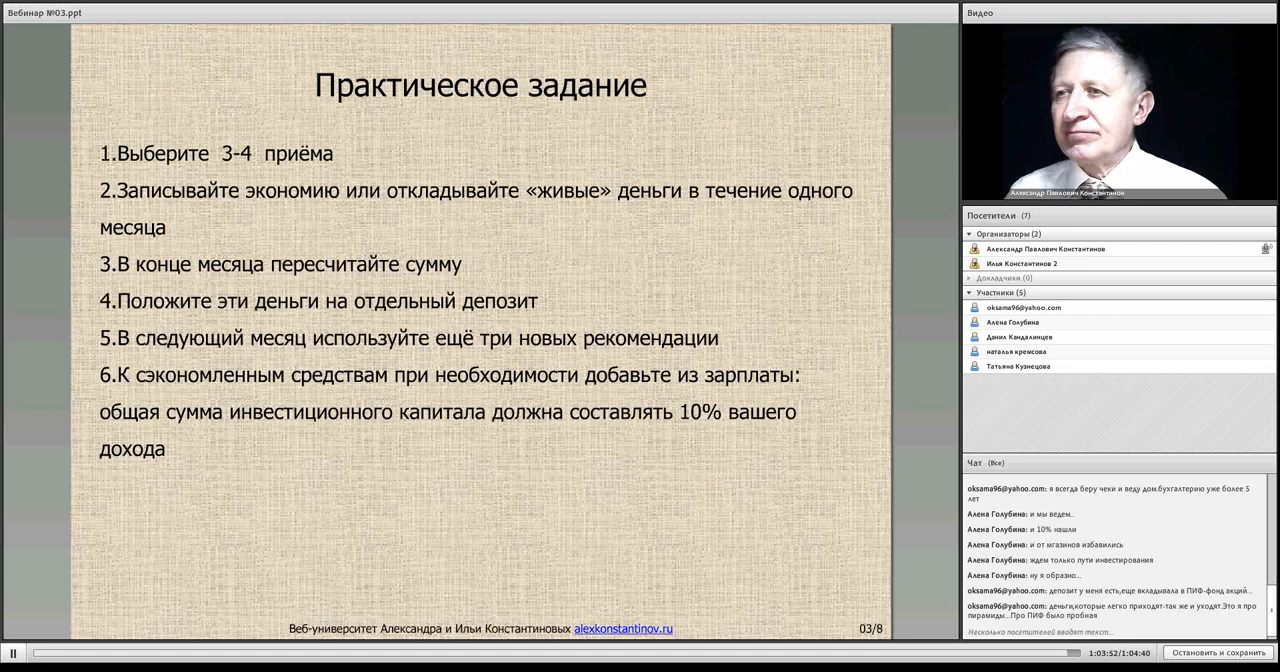 Вебинар №03.ppt
Практическое задание
1.Выберите 3-4 приёма
2.Записывайте экономию или откладывайте «живые» деньги в течение одного
месяца
3.В конце месяца пересчитайте сумму
4.Положите эти деньги на отдельный депозит
5.В следующий месяц используйте ещё три новых рекомендации
6.К сэкономленным средствам при необходимости добавьте из зарплаты:
общая сумма инвестиционного капитала должна составлять 10% вашего
дохода
Веб-университет Александра и Ильи Константиновых alexkonstantinov.ru
03/8
Видео
Александр Павлович Константинов
Посетители (7)
Организаторы (2)
Александр Павлович Константинов
Илья Константинов 2
Докладчики (0)
Участники (5)
oksama96@yahoo.com
Алена Голубина
Данил Кандалинцев
наталья кремсова
Татьяна Кузнецова
Чат (Все)
oksama96@yahoo.com: я всегда беру чеки и веду дом.бухгалтерию уже более 5
лет
Алена Голубина: и мы ведем..
Алена Голубина: и 10% нашли
Алена Голубина: и от мгазинов избавились
Алена Голубина: ждем только пути инвестирования
Алена Голубина: ну я образно...
oksama96@yahoo.com: депозит у меня есть,еще вкладывала в ПИФ-фонд акций...
oksama96@yahoo.com: деньги,которые легко приходят-так же и уходят.Это я про
пирамиды...Про ПИФ было пробная
Несколько посетителей вводят текст...
1:03:52/1:04:40
Остановить и сохранить